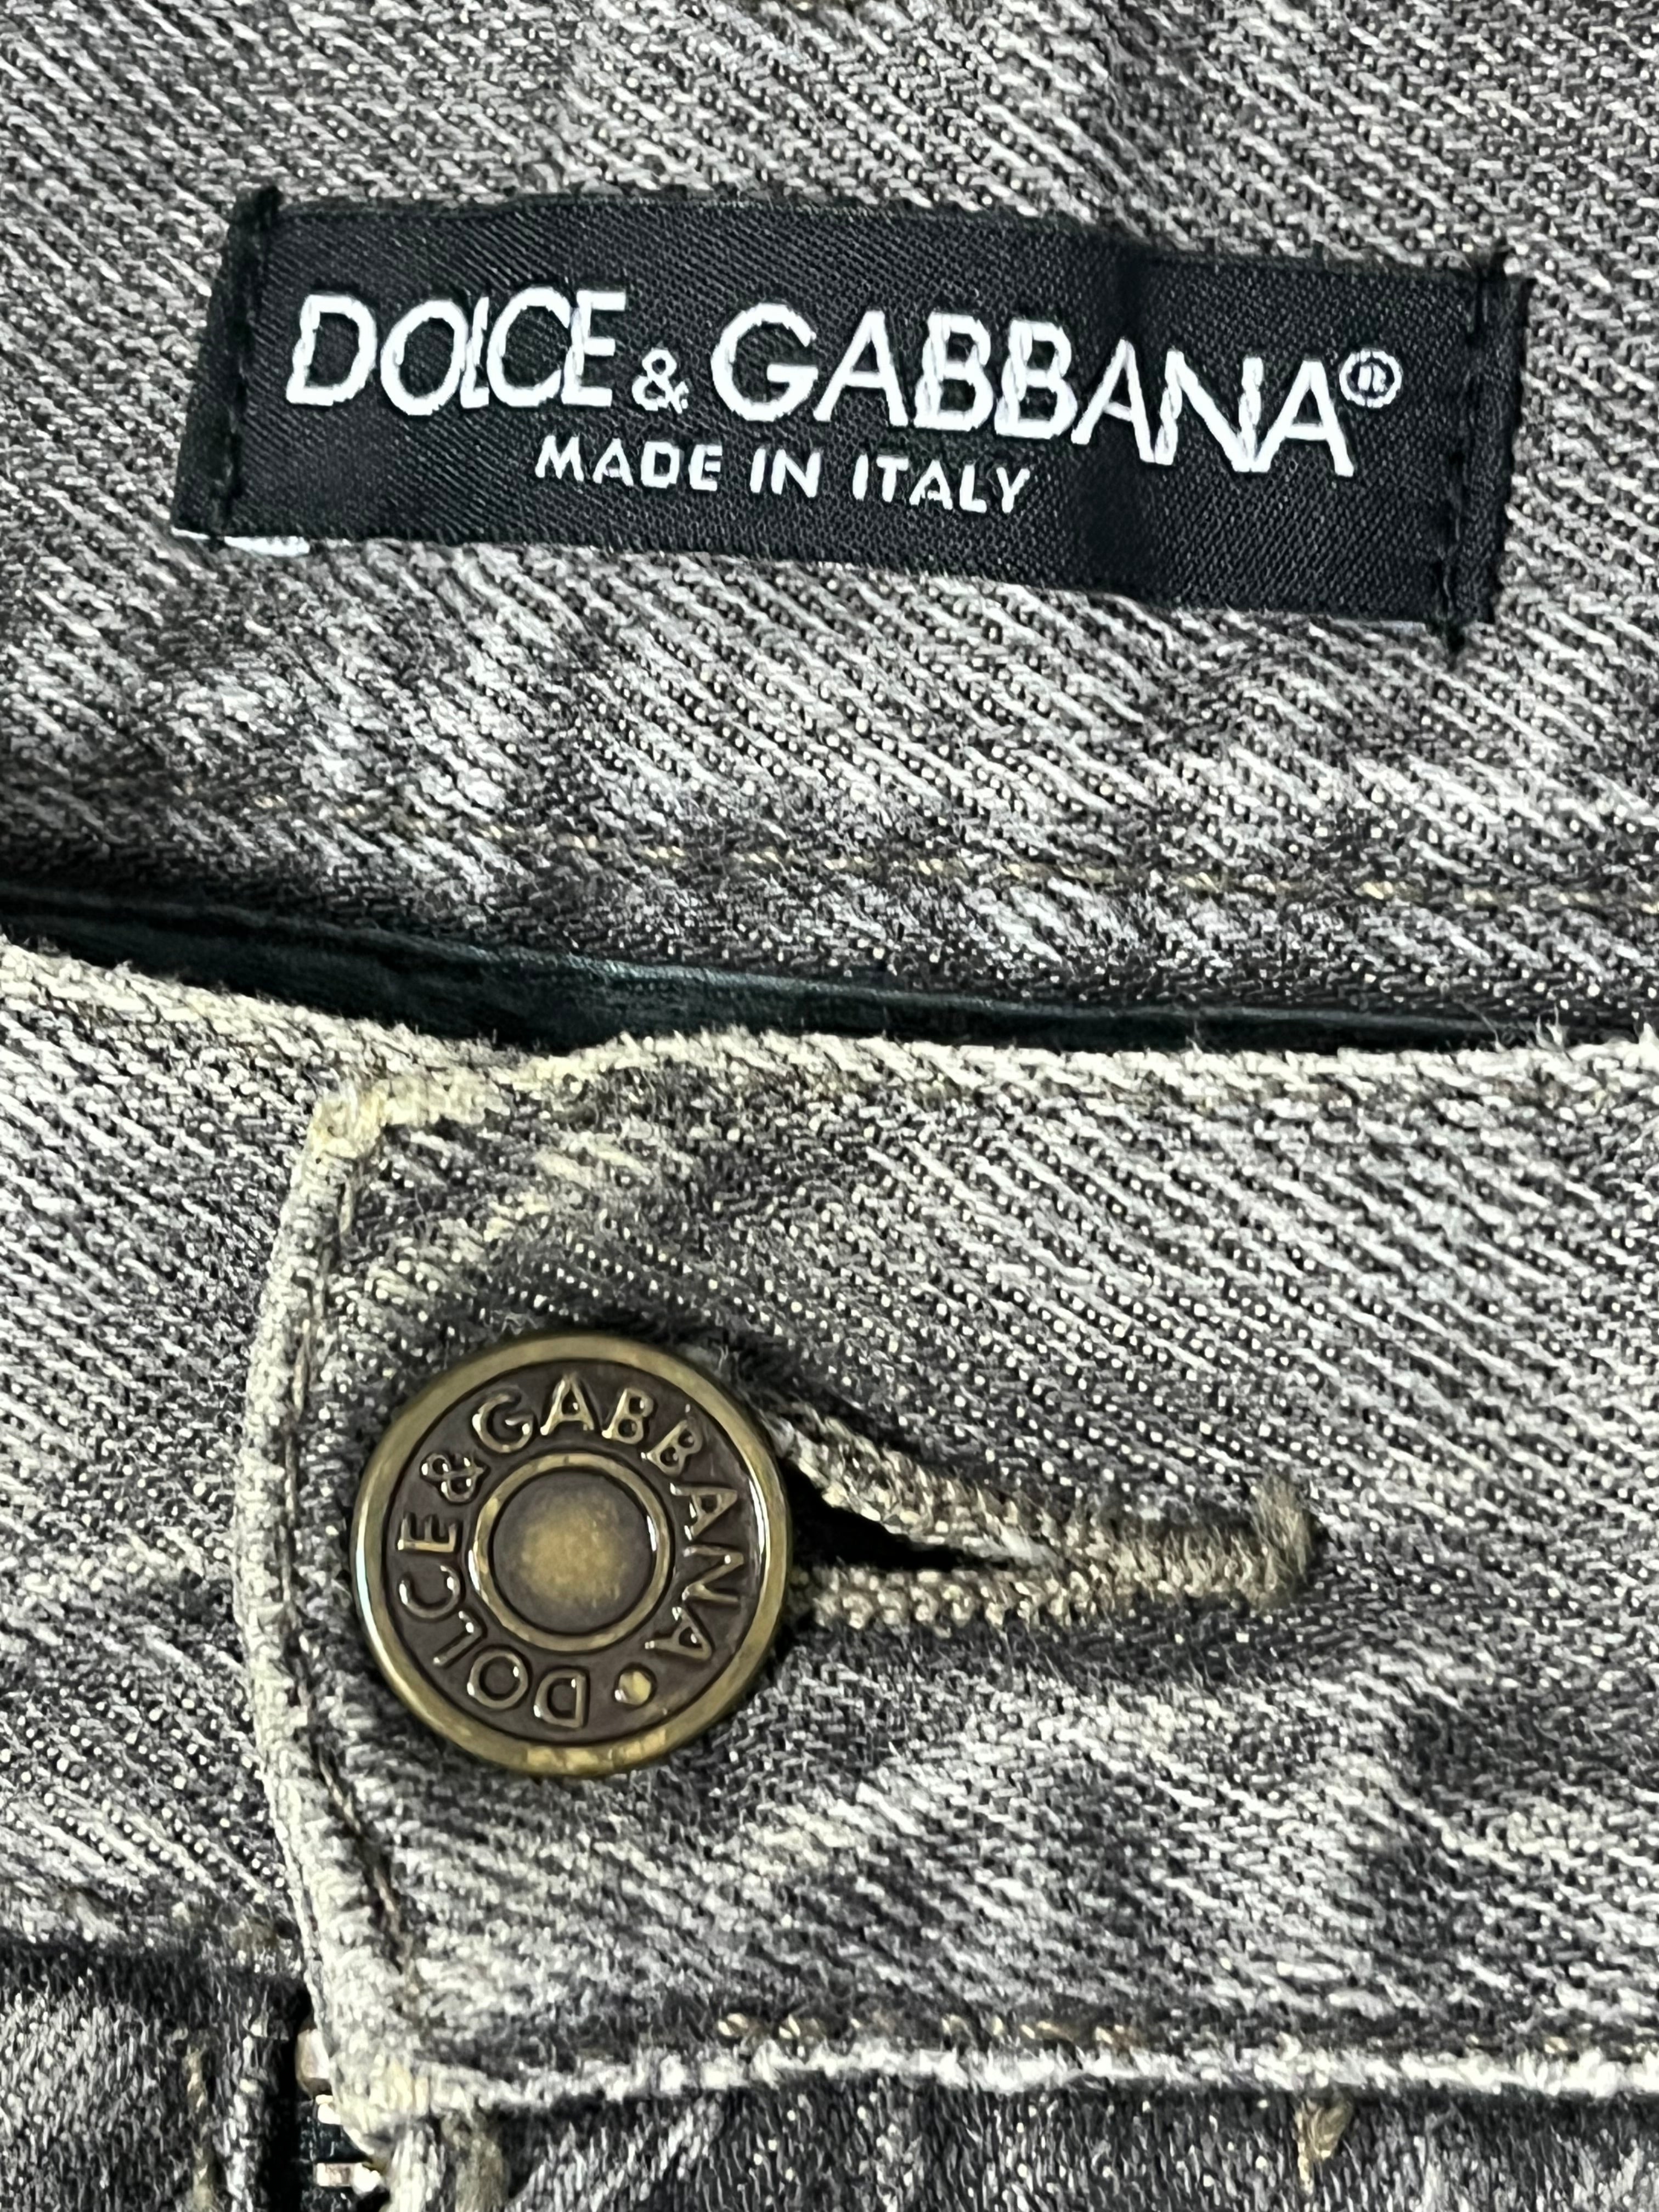 DOLCE & GABBANA®
MADE IN ITALY
DOLCE & GABBANA •